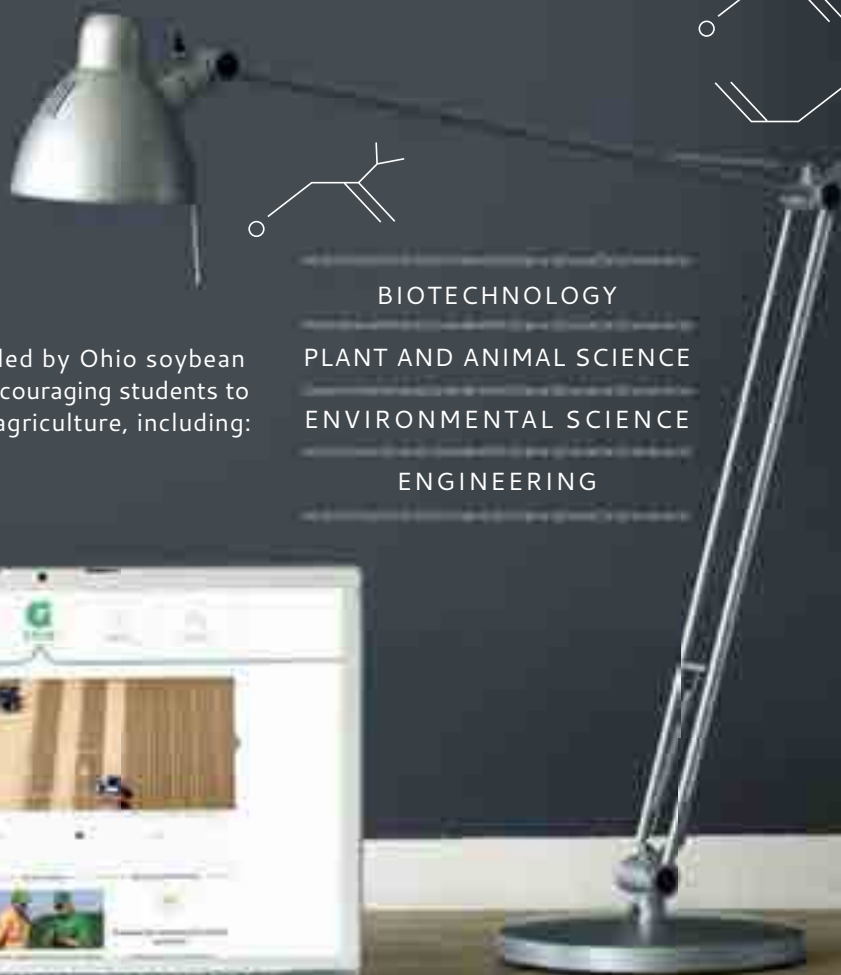 led by Ohio soybean
couraging students to
agriculture, including:
BIOTECHNOLOGY
PLANT AND ANIMAL SCIENCE
ENVIRONMENTAL SCIENCE
ENGINEERING
G